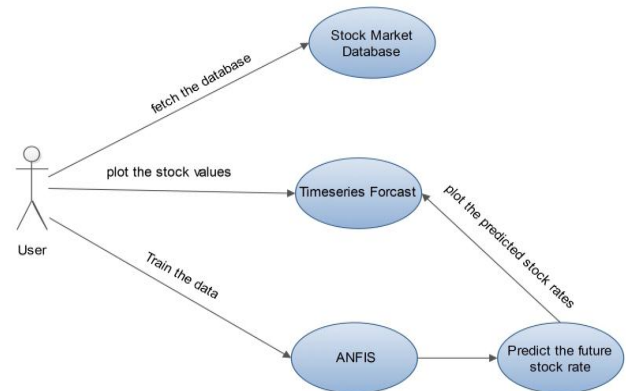 Stock Market
Database
fetch the database
plot the stock values
Timeseries Forcast
plot the predicted stock rates
User
Train the data
ANFIS
Predict the future
stock rate